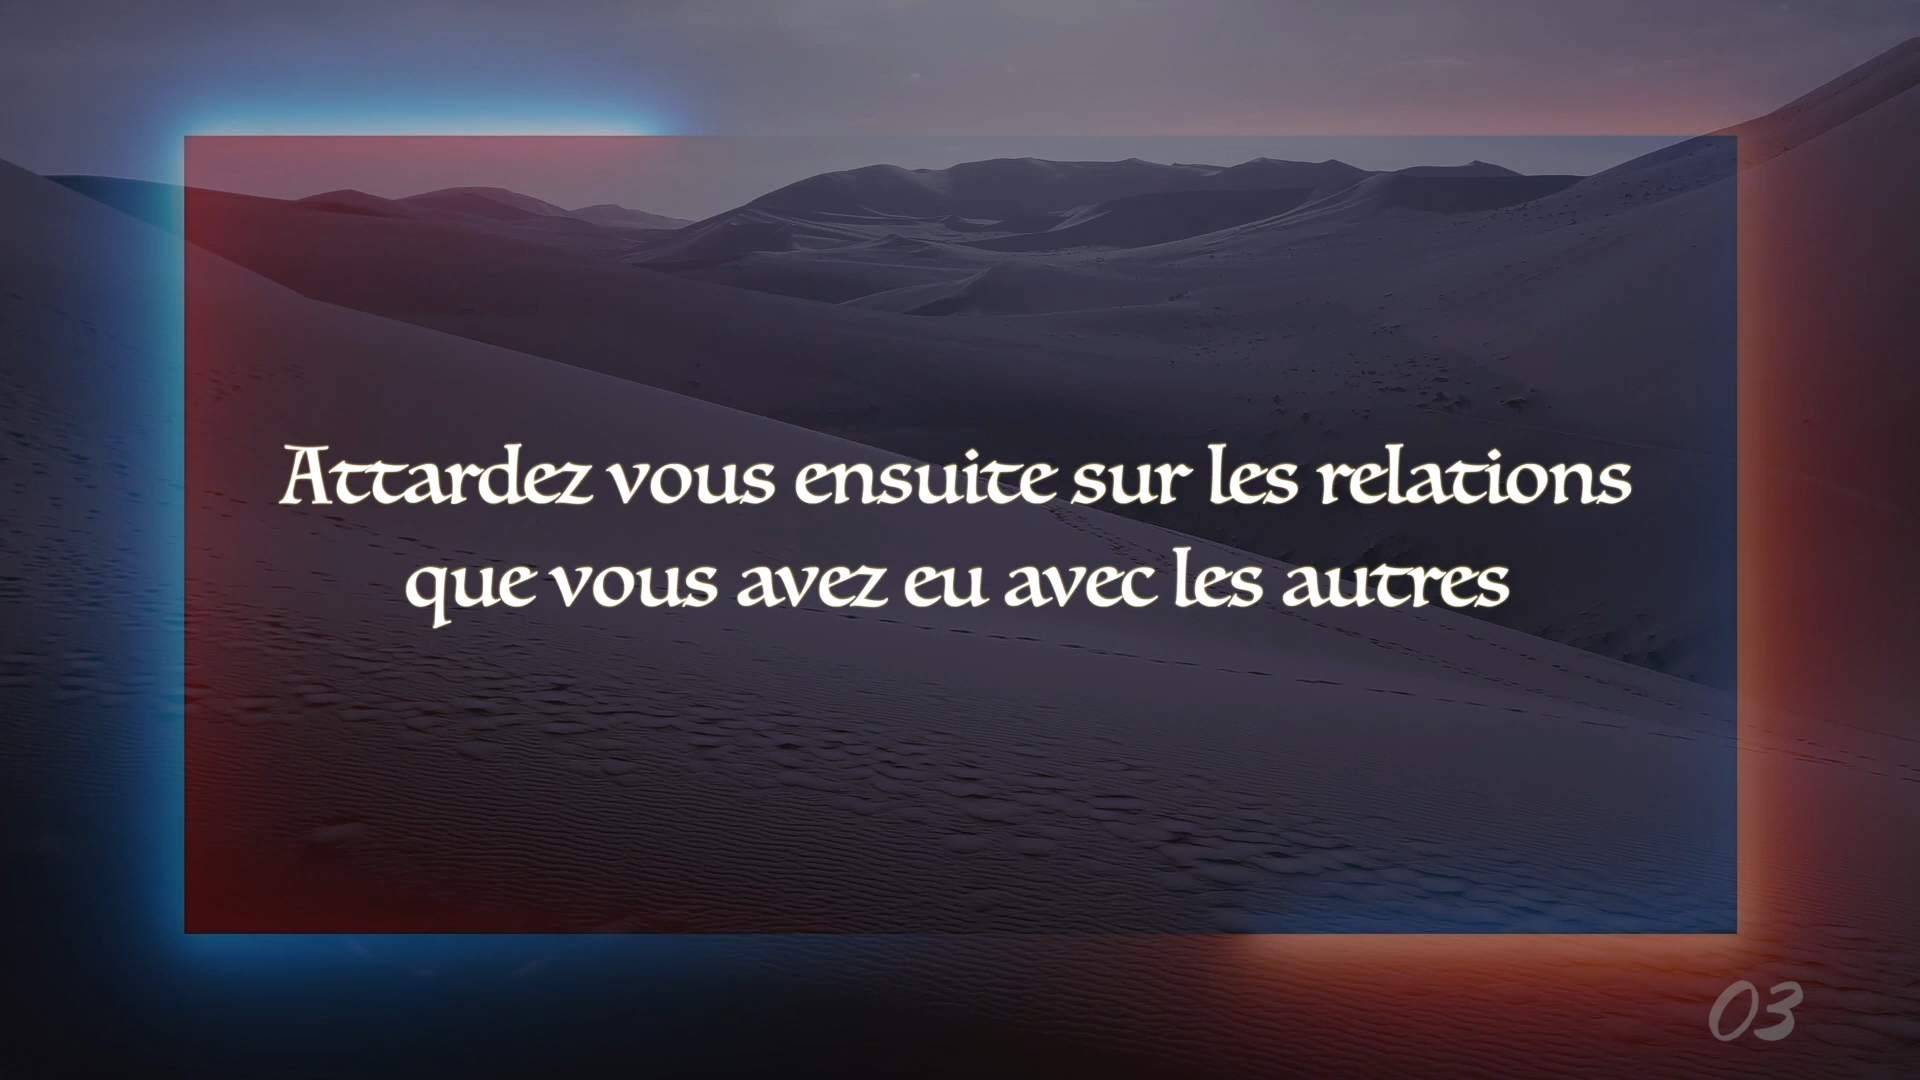 Attardez vous ensuite sur les relations
que vous avez eu avec les autres
03